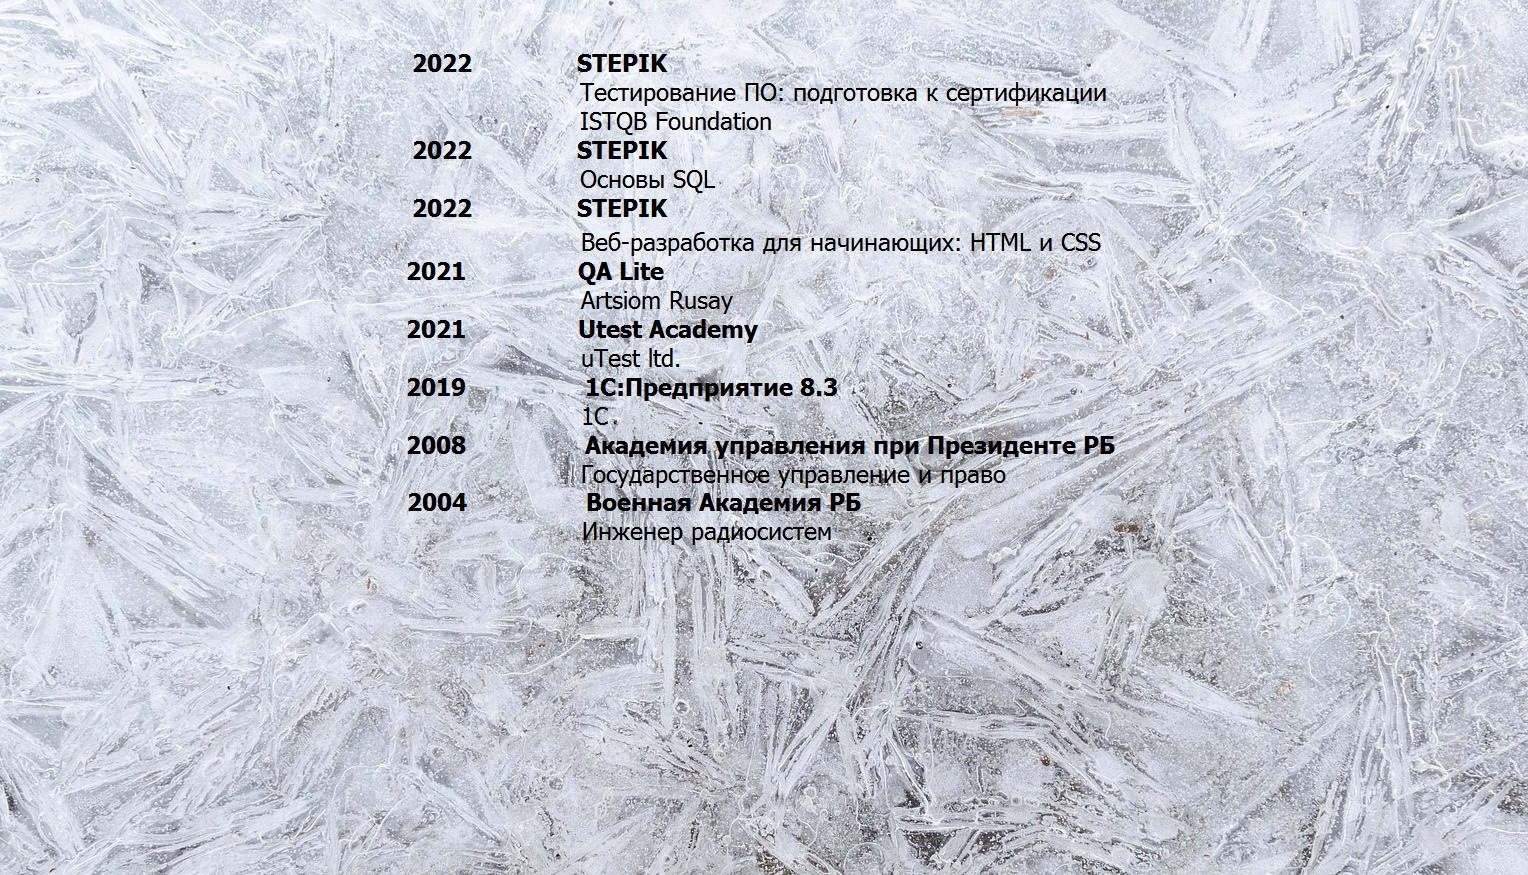 2022 STEPIK
Тестирование ПО: подготовка к сертификации
ISTQB Foundation
2022 STEPIK
Основы SQL
2022 STEPIK
Веб-разработка для начинающих: HTML и CSS
2021 QA Lite
Artsiom Rusay
2021 Utest Academy
uTest ltd.
2019 1С:Предприятие 8.3
1С
2008 Академия управления при Президенте РБ
Государственное управление и право
2004 Военная Академия РБ
Инженер радиосистем